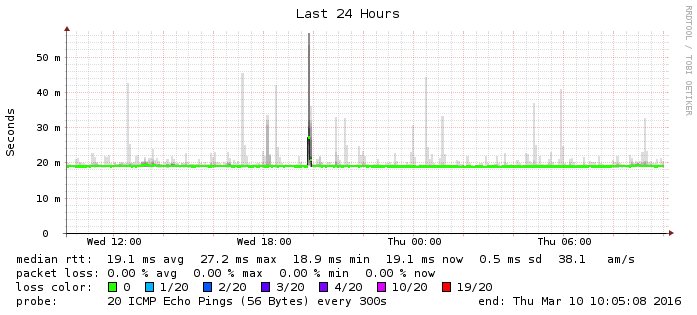 Last 24 Hours
RRDTOOL / TOBI OETIKER
Seconds
50 m
40 m
30 m
20 m
10 m
0
Wed 12:00 Wed 18:00 Thu 00:00 Thu 06:00
median rtt: 19.1 ms avg 27.2 ms max 18.9 ms min 19.1 ms now 0.5 ms sd 38.1 am/s
packet loss: 0.00 % avg 0.00 % max 0.00 % min 0.00 % now
loss color: 0 1/20 2/20 3/20 4/20 10/20 19/20
probe: 20 ICMP Echo Pings (56 Bytes) every 300s end: Thu Mar 10 10:05:08 2016